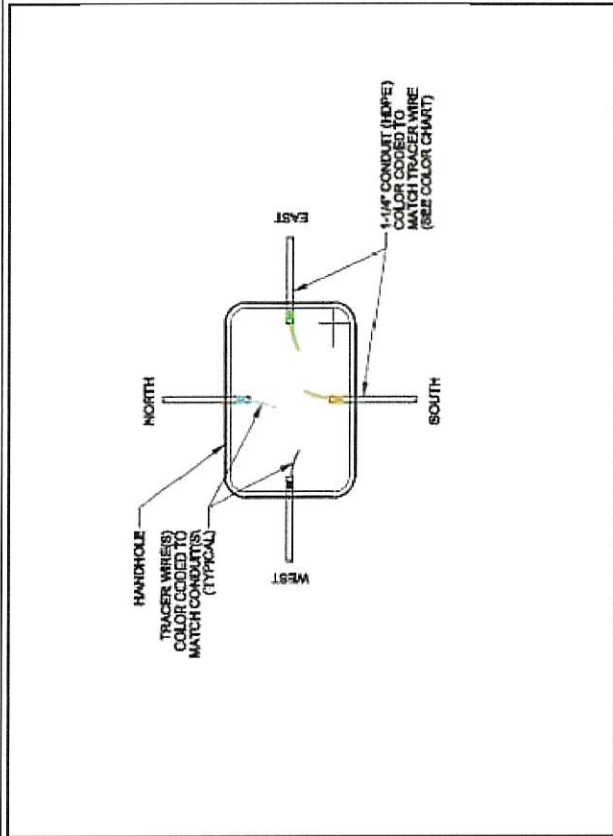 HANDHOLE
TRACER WIRE(S)
COLOR CODED TO
MATCH CONDUIT(S)
(TYPICAL)
NORTH
WEST
EAST
SOUTH
1-1/4" CONDUIT (HDPE)
COLOR CODED TO
MATCH TRACER WIRE
(SEE COLOR CHART)